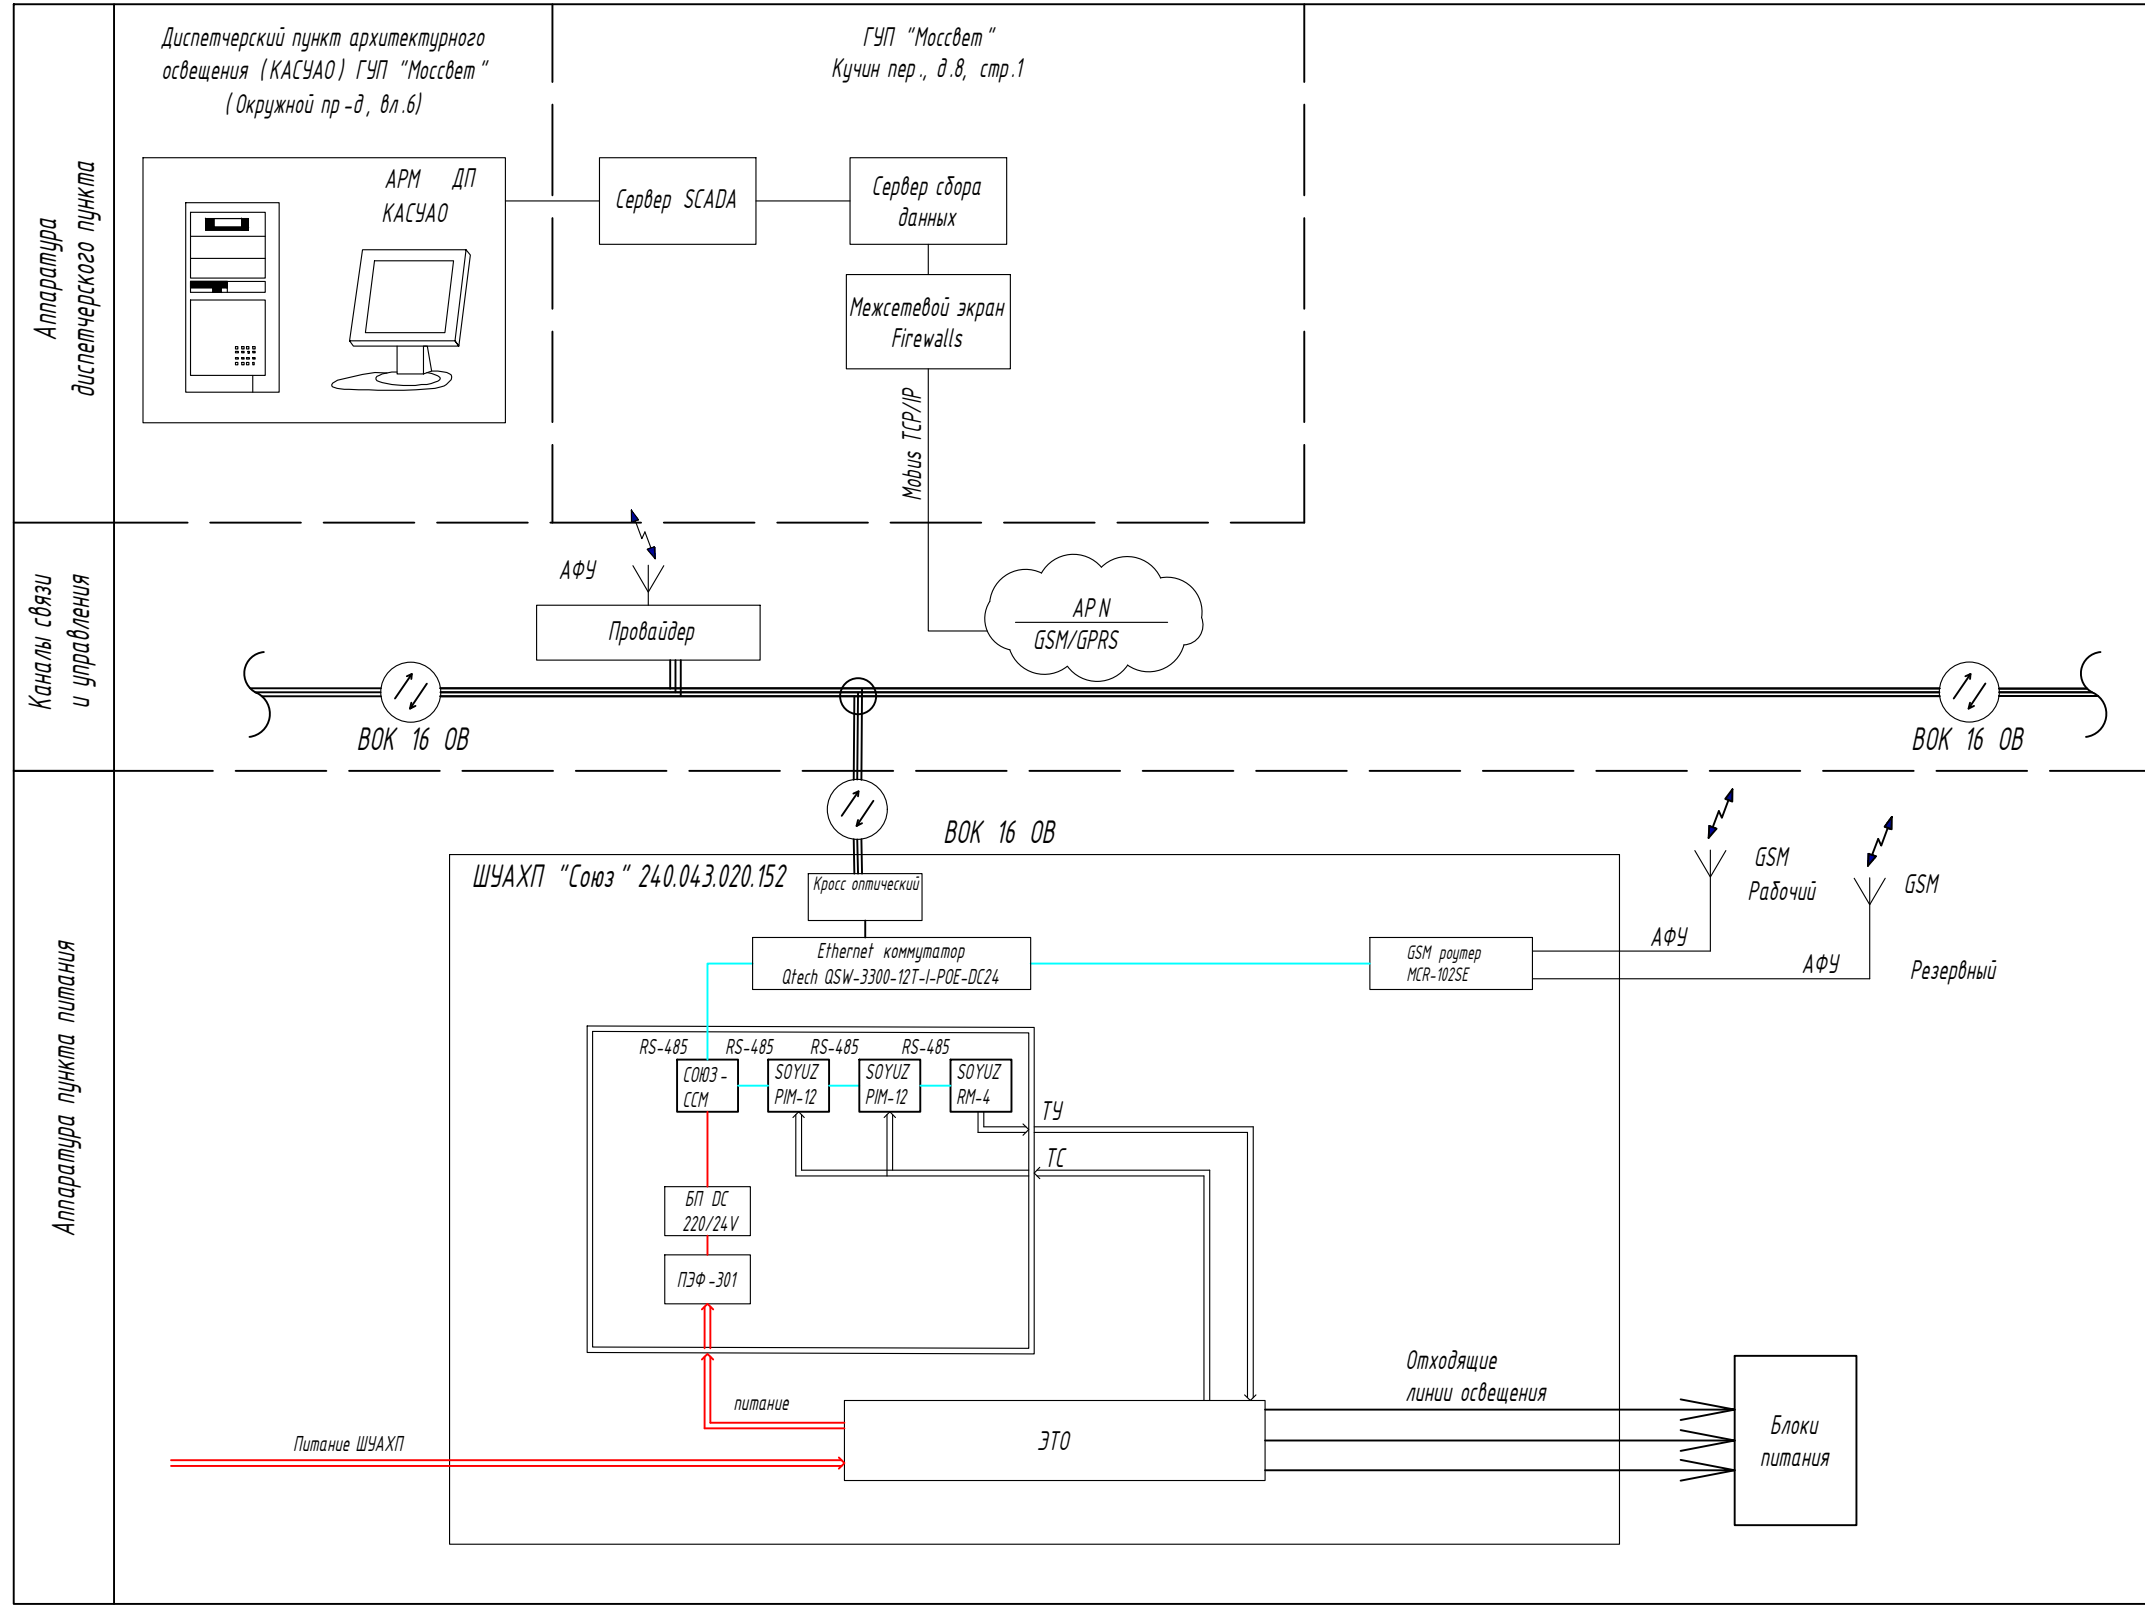 Аппаратура
диспетчерского пункта
Диспетчерский пункт архитектурного
освещения (КАСУАО) ГУП "Моссвет"
(Окружной пр-д, вл.6)
ГУП "Моссвет"
Кучин пер., д.8, стр.1
АРМ ДП
КАСУАО
Сервер SCADA
Сервер сбора
данных
Межсетевой экран
Firewalls
Mobus TCP/IP
Каналы связи
и управления
АФУ
Провайдер
APN
GSM/GPRS
ВОК 16 ОВ
ВОК 16 ОВ
Аппаратура пункта питания
ВОК 16 ОВ
ШУАХП "Союз" 240.043.020.152
Кросс оптический
Ethernet коммутатор
Qtech QSW-3300-12T-I-POE-DC24
GSM роутер
MCR-102SE
АФУ
GSM
Рабочий
АФУ
GSM
Резервный
RS-485
RS-485
RS-485
RS-485
СОЮЗ-
ССМ
SOYUZ
PIM-12
SOYUZ
PIM-12
SOYUZ
RM-4
ТУ
ТС
БП DC
220/24V
ПЭФ-301
питание
Питание ШУАХП
ЭТО
Отходящие
линии освещения
Блоки
питания